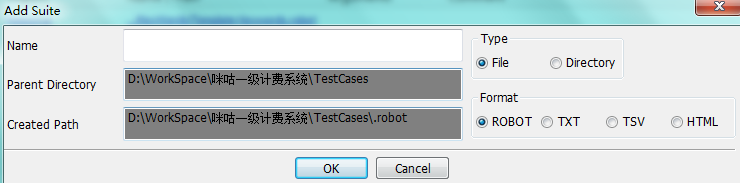 Add Suite
Name
Type
File
Directory
Parent Directory
D:\WorkSpace\咪咕一级计费系统\TestCases
Format
Created Path
D:\WorkSpace\咪咕一级计费系统\TestCases\.robot
ROBOT
TXT
TSV
HTML
OK
Cancel